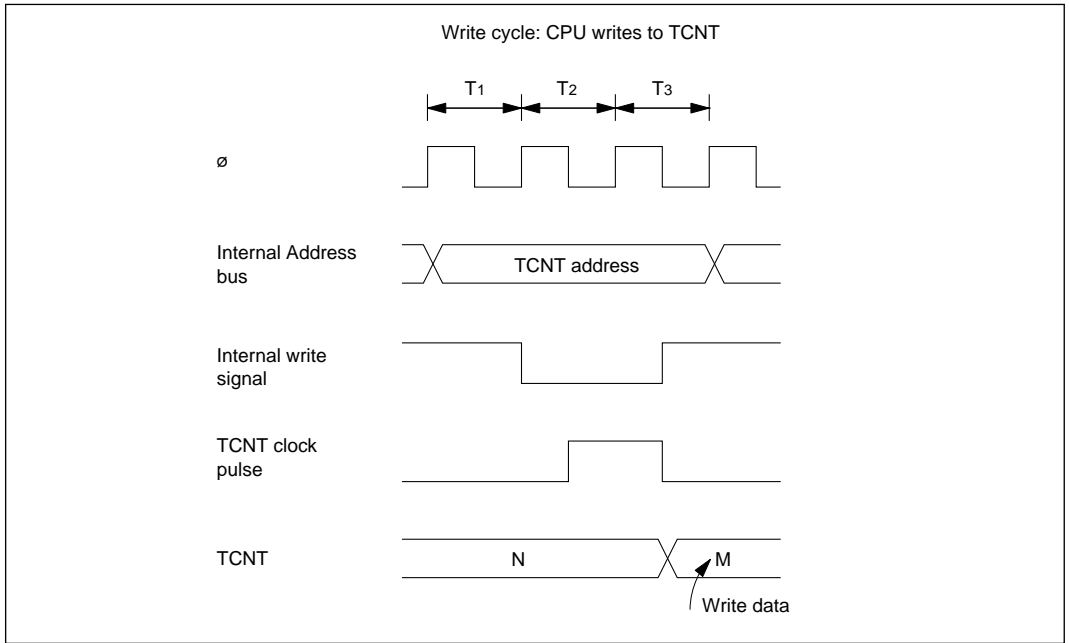 Write cycle: CPU writes to TCNT
T1 T2 T3
ø
Internal Address
bus
TCNT address
Internal write
signal
TCNT clock
pulse
TCNT
N M
Write data